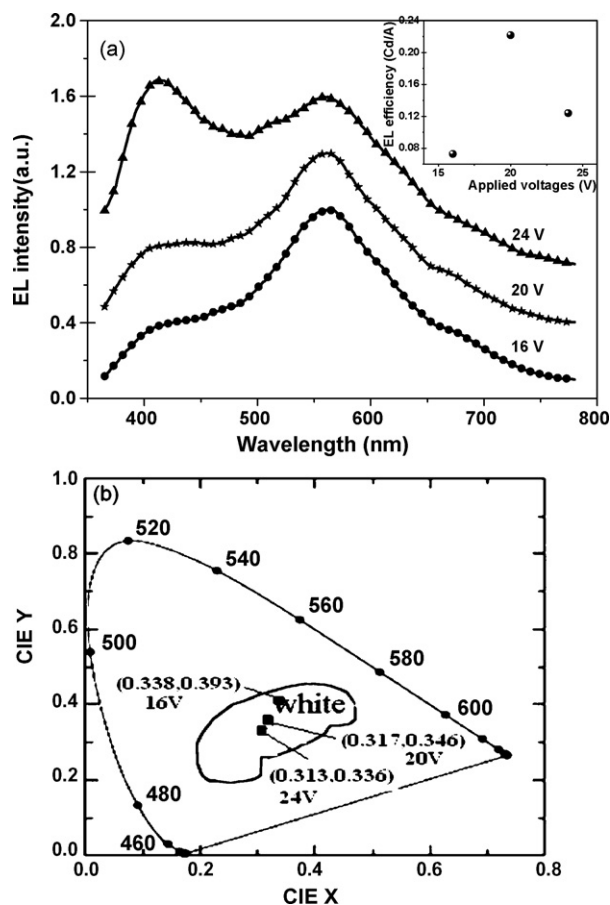 (a)
EL intensity(a.u.)
2.0
1.6
1.2
0.8
0.4
0.0
24 V
20 V
16 V
400 500 600 700 800
Wavelength (nm)
EL efficiency (Cd/A)
0.24
0.20
0.16
0.12
0.08
15 20 25
Applied voltages (V)
(b)
CIE Y
1.0
0.8
0.6
0.4
0.2
0.0
520
540
560
500
580
600
(0.338,0.393)
16V
white
(0.317,0.346)
20V
(0.313,0.336)
24V
480
460
0.0 0.2 0.4 0.6 0.8
CIE X